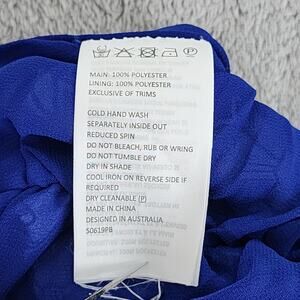 MAIN: 100% POLYESTER
LINING: 100% POLYESTER
EXCLUSIVE OF TRIMS
COLD HAND WASH
SEPARATELY INSIDE OUT
REDUCED SPIN
DO NOT BLEACH, RUB OR WRING
DO NOT TUMBLE DRY
DRY IN SHADE
COOL IRON ON REVERSE SIDE IF
REQUIRED
DRY CLEANABLE Ⓟ
MADE IN CHINA
DESIGNED IN AUSTRALIA
S0619PB